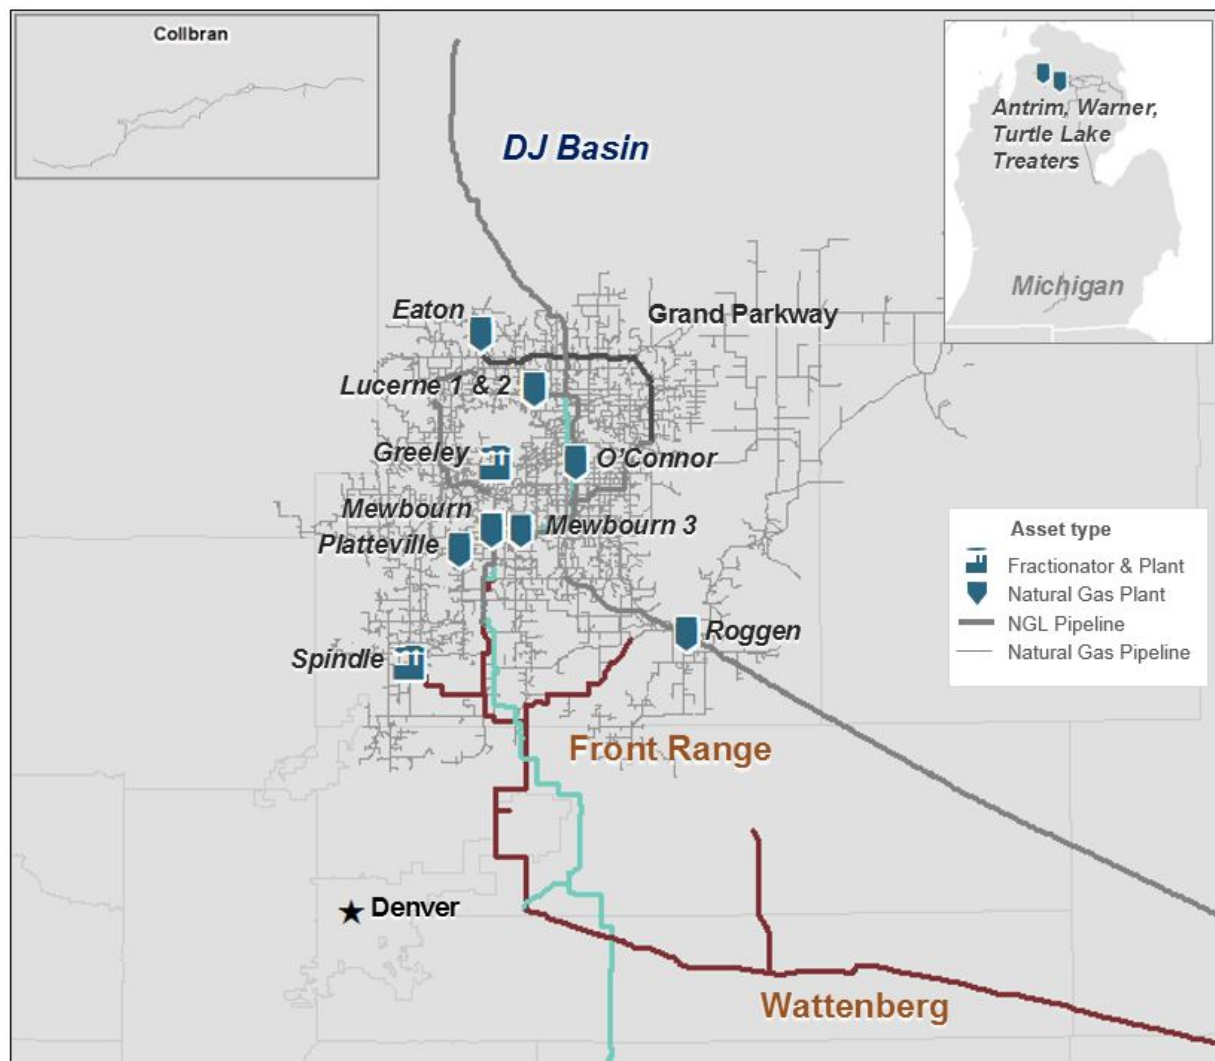 Collbran
DJ Basin
Antrim, Warner,
Turtle Lake
Treaters
Michigan
Eaton
Grand Parkway
Lucerne 1 & 2
Greeley
O'Connor
Mewbourn
Mewbourn 3
Platteville
Asset type
Fractionator & Plant
Natural Gas Plant
NGL Pipeline
Natural Gas Pipeline
Roggen
Spindle
Front Range
Denver
Wattenberg